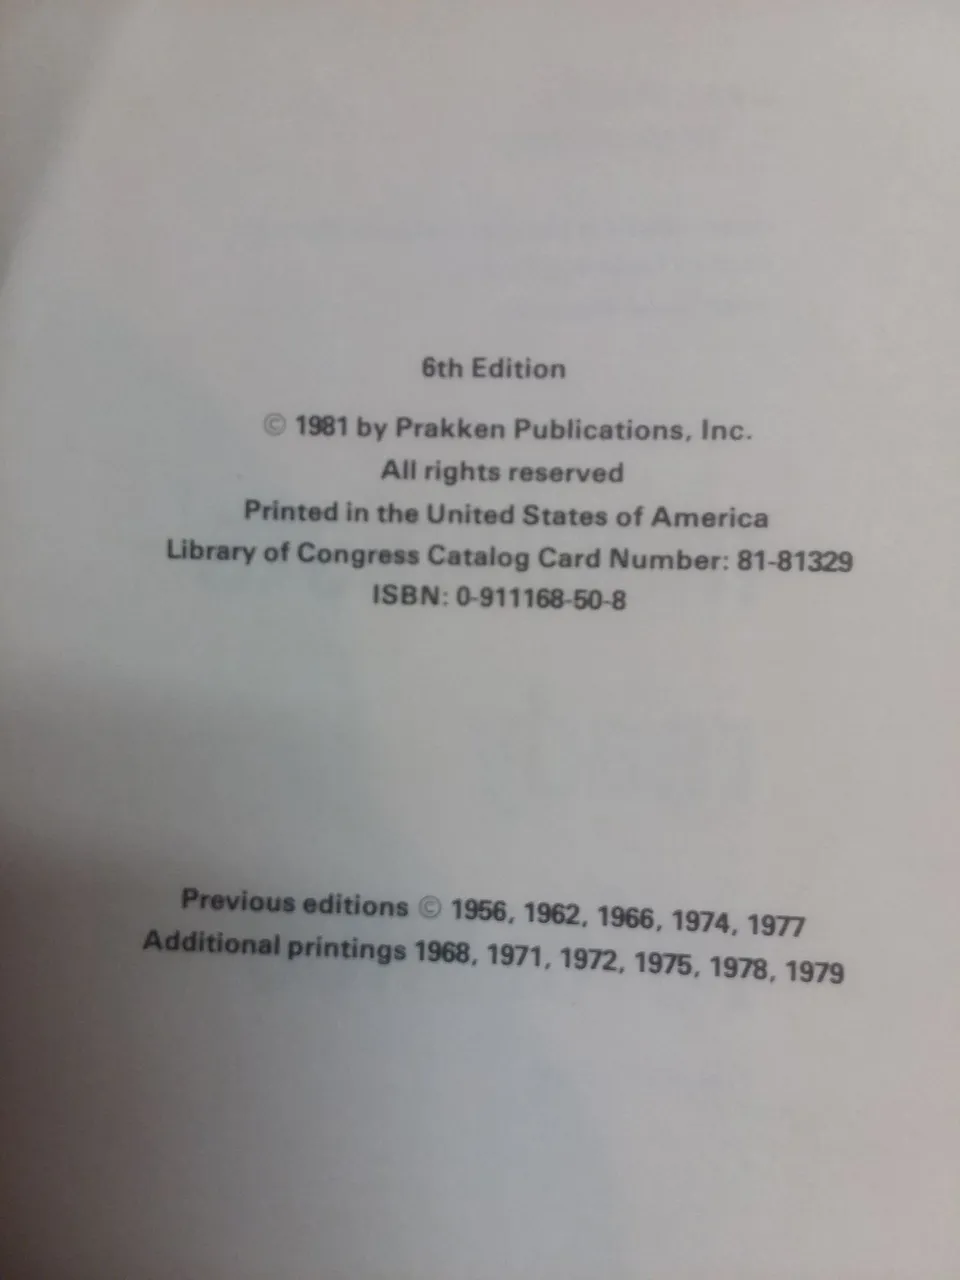 6th Edition
© 1981 by Prakken Publications, Inc.
All rights reserved
Printed in the United States of America
Library of Congress Catalog Card Number: 81-81329
ISBN: 0-911168-50-8
Previous editions © 1956, 1962, 1966, 1974, 1977
Additional printings 1968, 1971, 1972, 1975, 1978, 1979